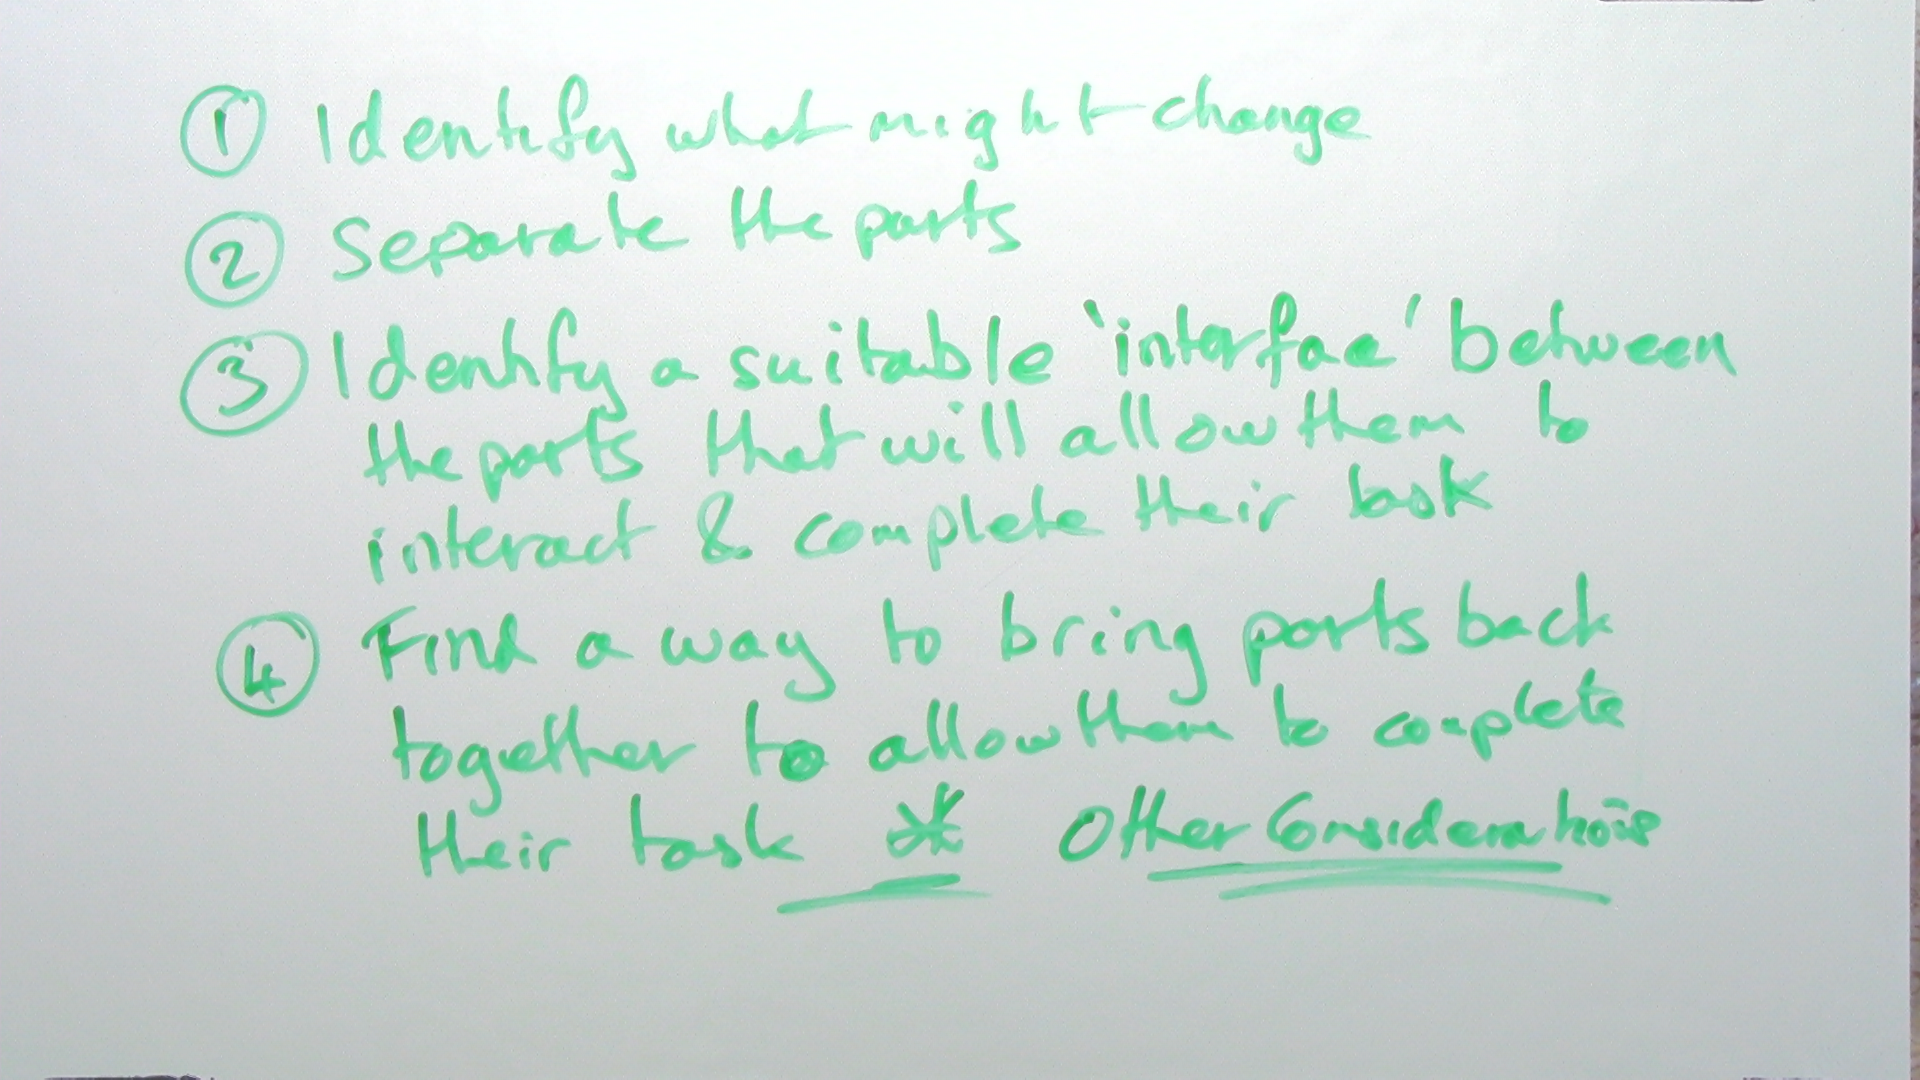 ① Identify what might change
② Separate the parts
③ Identify a suitable 'interface' between
the parts that will allow them to
interact & complete their task
④ Find a way to bring parts back
together to allow them to complete
their task * Other Considerations